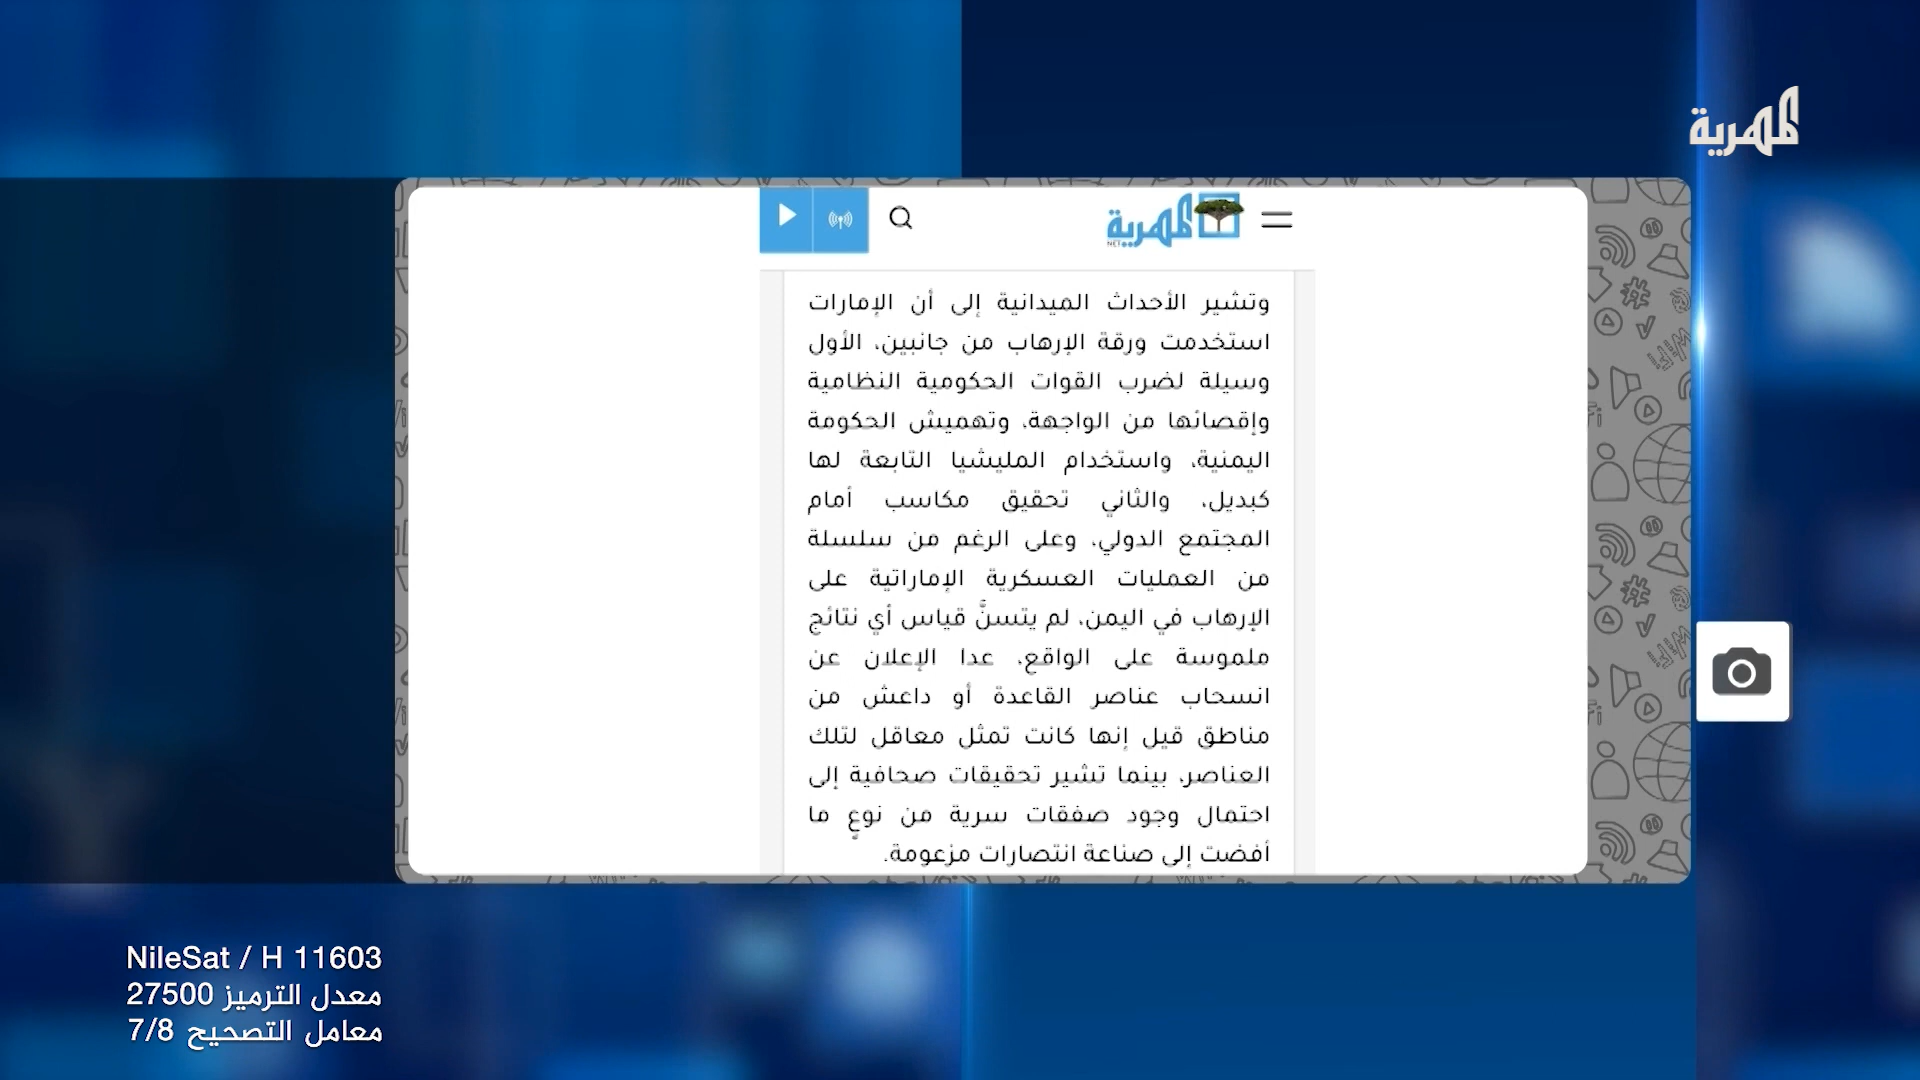 المهرية
المهرية
NET
وتشير الأحداث الميدانية إلى أن الإمارات
استخدمت ورقة الإرهاب من جانبين، الأول
وسيلة لضرب القوات الحكومية النظامية
وإقصائها من الواجهة، وتهميش الحكومة
اليمنية، واستخدام المليشيا التابعة لها
كبديل، والثاني تحقيق مكاسب أمام
المجتمع الدولي، وعلى الرغم من سلسلة
من العمليات العسكرية الإماراتية على
الإرهاب في اليمن، لم يتسنَّ قياس أي نتائج
ملموسة على الواقع، عدا الإعلان عن
انسحاب عناصر القاعدة أو داعش من
مناطق قيل إنها كانت تمثل معاقل لتلك
العناصر، بينما تشير تحقيقات صحافية إلى
احتمال وجود صفقات سرية من نوعٍ ما
أفضت إلى صناعة انتصارات مزعومة.
NileSat / H 11603
معدل الترميز 27500
معامل التصحيح 7/8